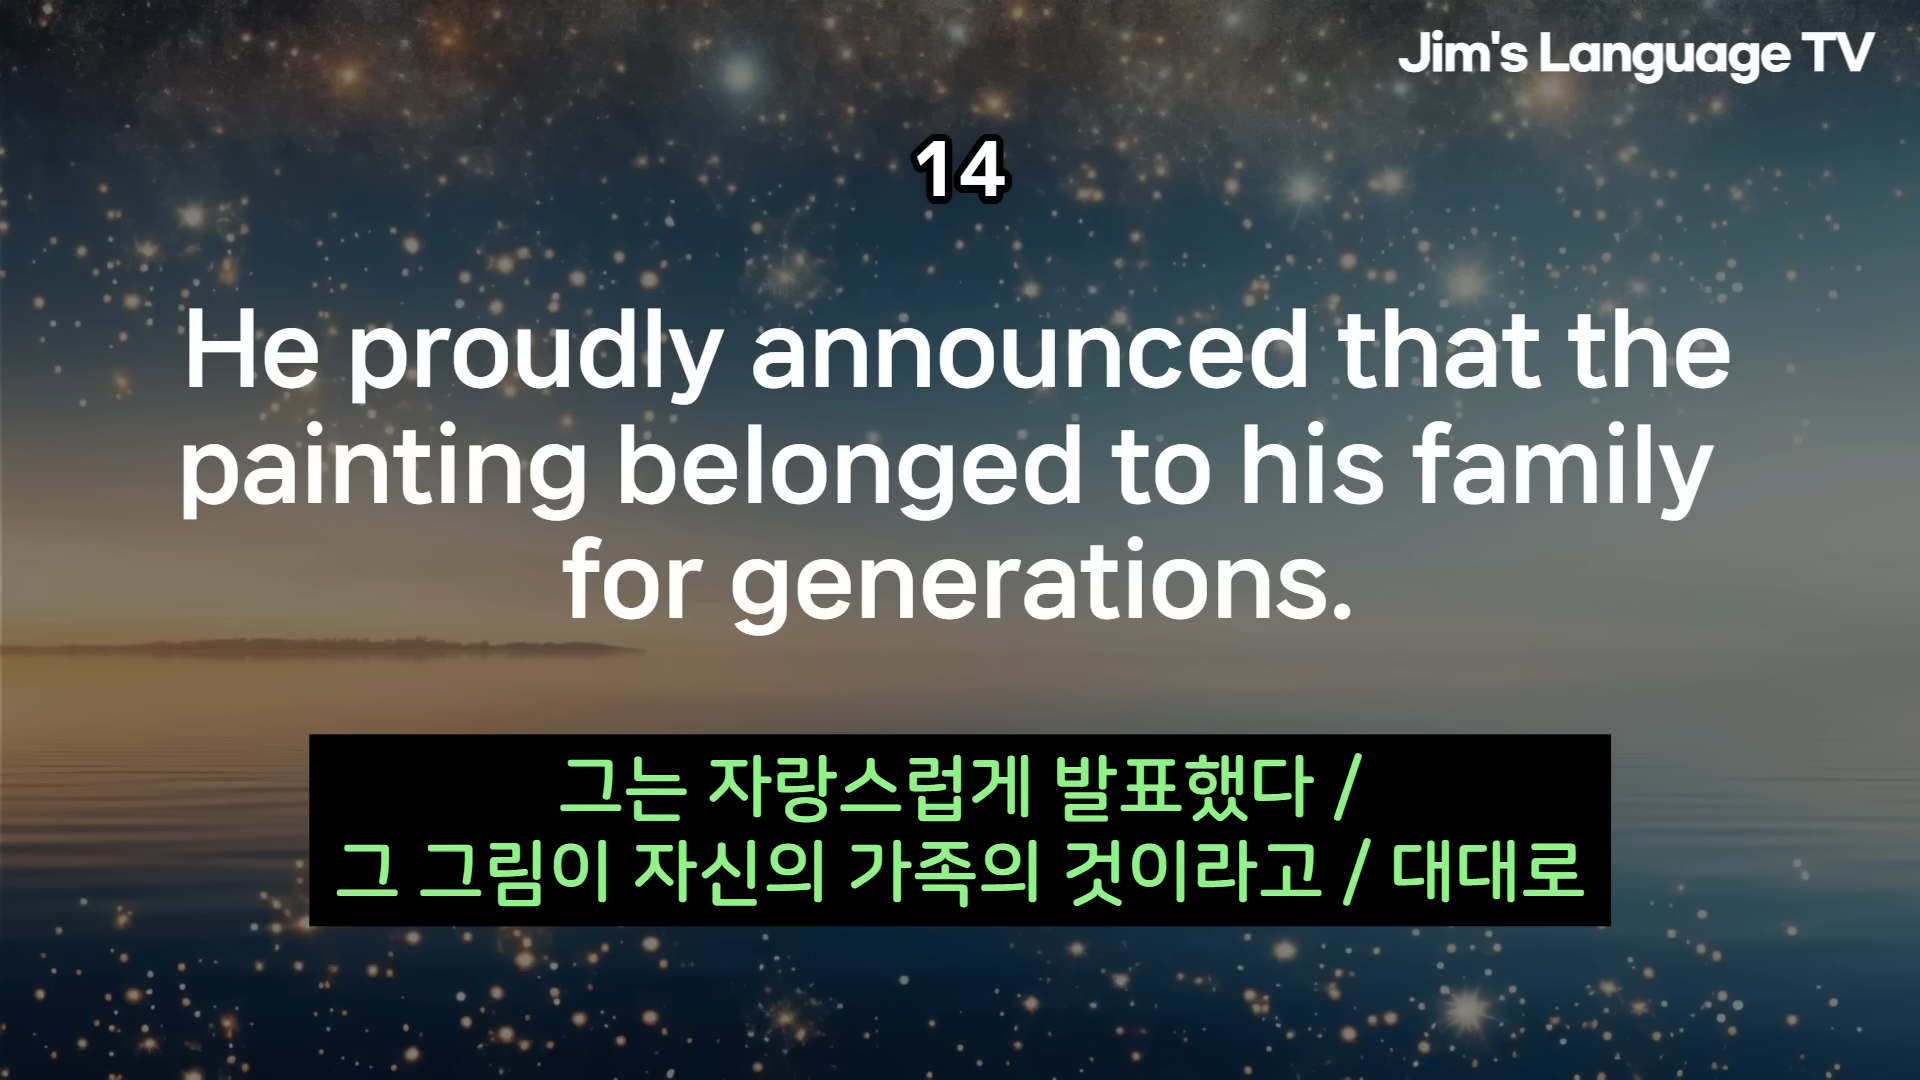 Jim's Language TV
14
He proudly announced that the
painting belonged to his family
for generations.
그는 자랑스럽게 발표했다 /
그 그림이 자신의 가족의 것이라고 / 대대로